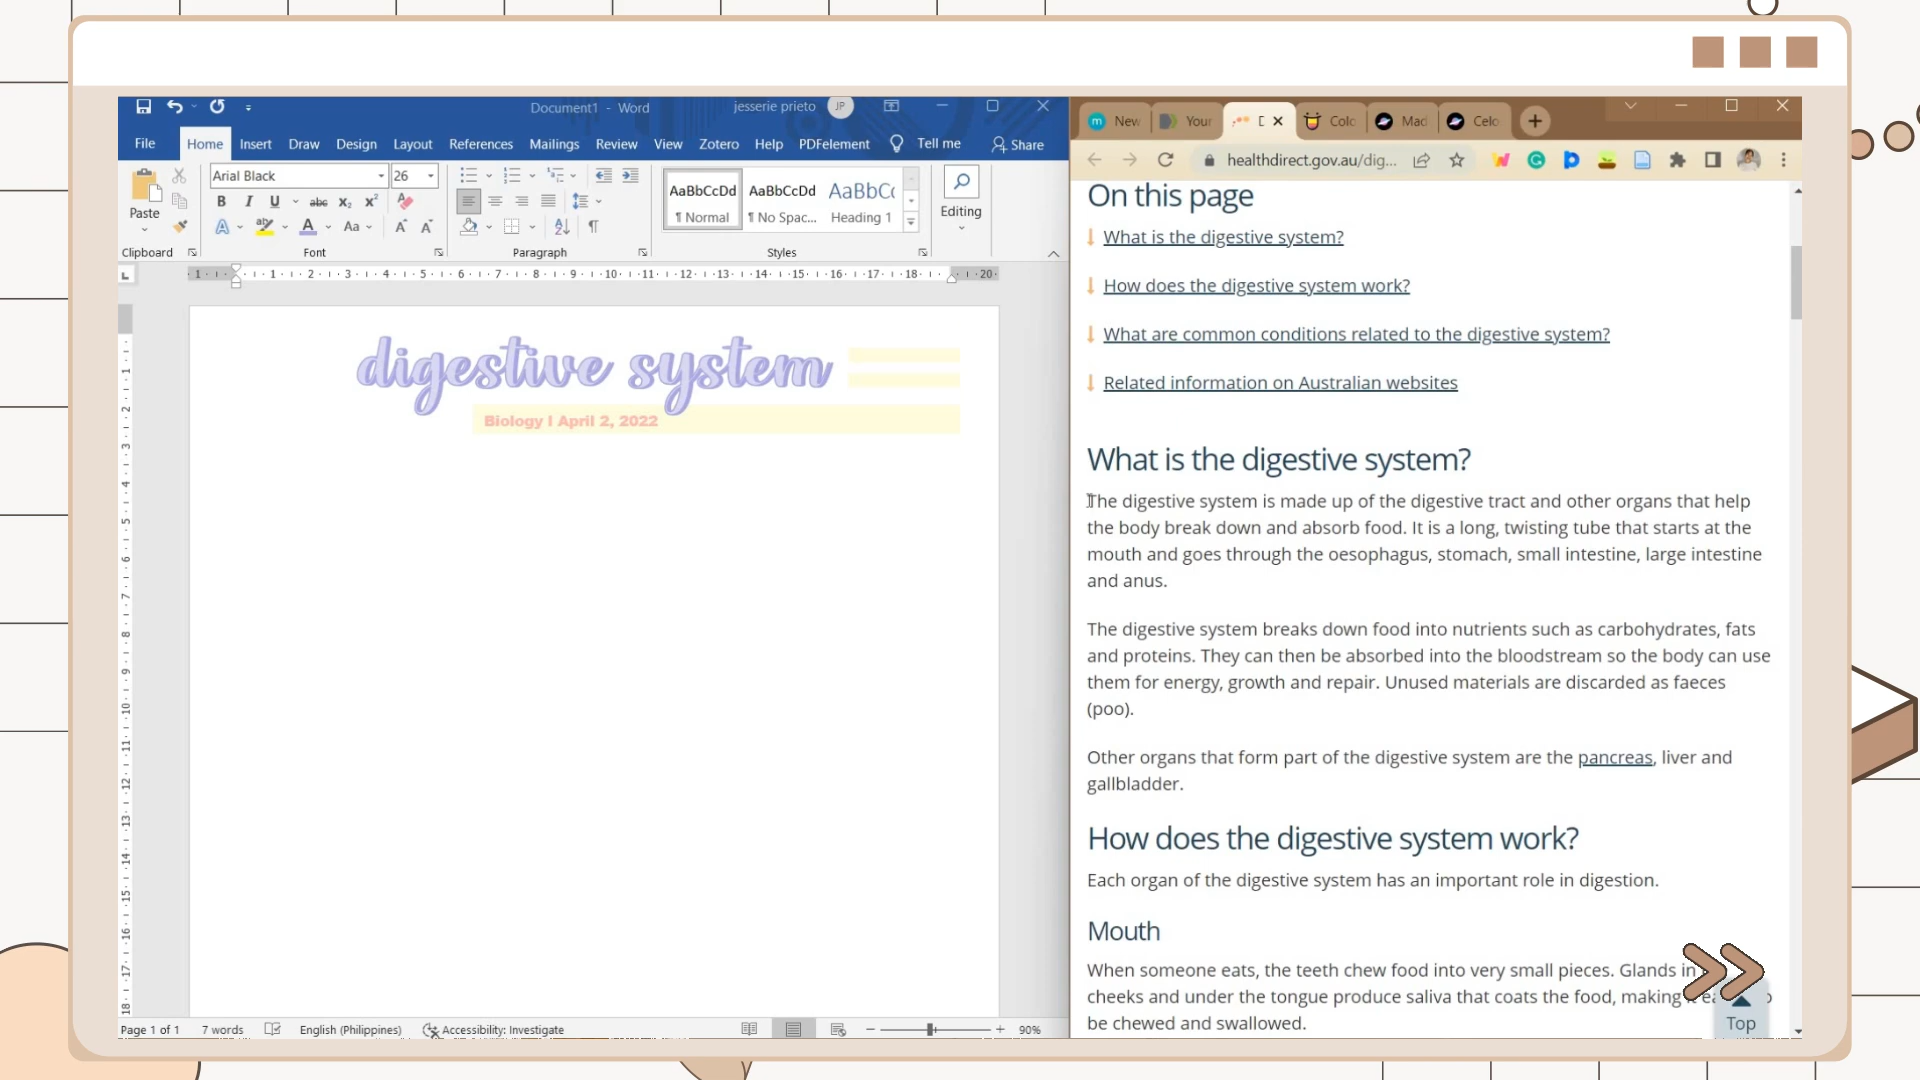 Document1 - Word
jesserie prieto
JP
File
Home
Insert
Draw
Design
Layout
References
Mailings
Review
View
Zotero
Help
PDFelement
Tell me
Share
Paste
Arial Black
26
B I U abc X₂ X²
A aby A Aa A A
AaBbCcDd
AaBbCcDd
AaBbC
¶ Normal
¶ No Spac...
Heading 1
Editing
Clipboard
Font
Paragraph
Styles
digestive system
Biology I April 2, 2022
Page 1 of 1
7 words
English (Philippines)
Accessibility: Investigate
90%
New
Your
Colo
Mad
Celo
healthdirect.gov.au/dig...
On this page
What is the digestive system?
How does the digestive system work?
What are common conditions related to the digestive system?
Related information on Australian websites
What is the digestive system?
The digestive system is made up of the digestive tract and other organs that help
the body break down and absorb food. It is a long, twisting tube that starts at the
mouth and goes through the oesophagus, stomach, small intestine, large intestine
and anus.
The digestive system breaks down food into nutrients such as carbohydrates, fats
and proteins. They can then be absorbed into the bloodstream so the body can use
them for energy, growth and repair. Unused materials are discarded as faeces
(poo).
Other organs that form part of the digestive system are the pancreas, liver and
gallbladder.
How does the digestive system work?
Each organ of the digestive system has an important role in digestion.
Mouth
When someone eats, the teeth chew food into very small pieces. Glands in
cheeks and under the tongue produce saliva that coats the food, making
be chewed and swallowed.
Top